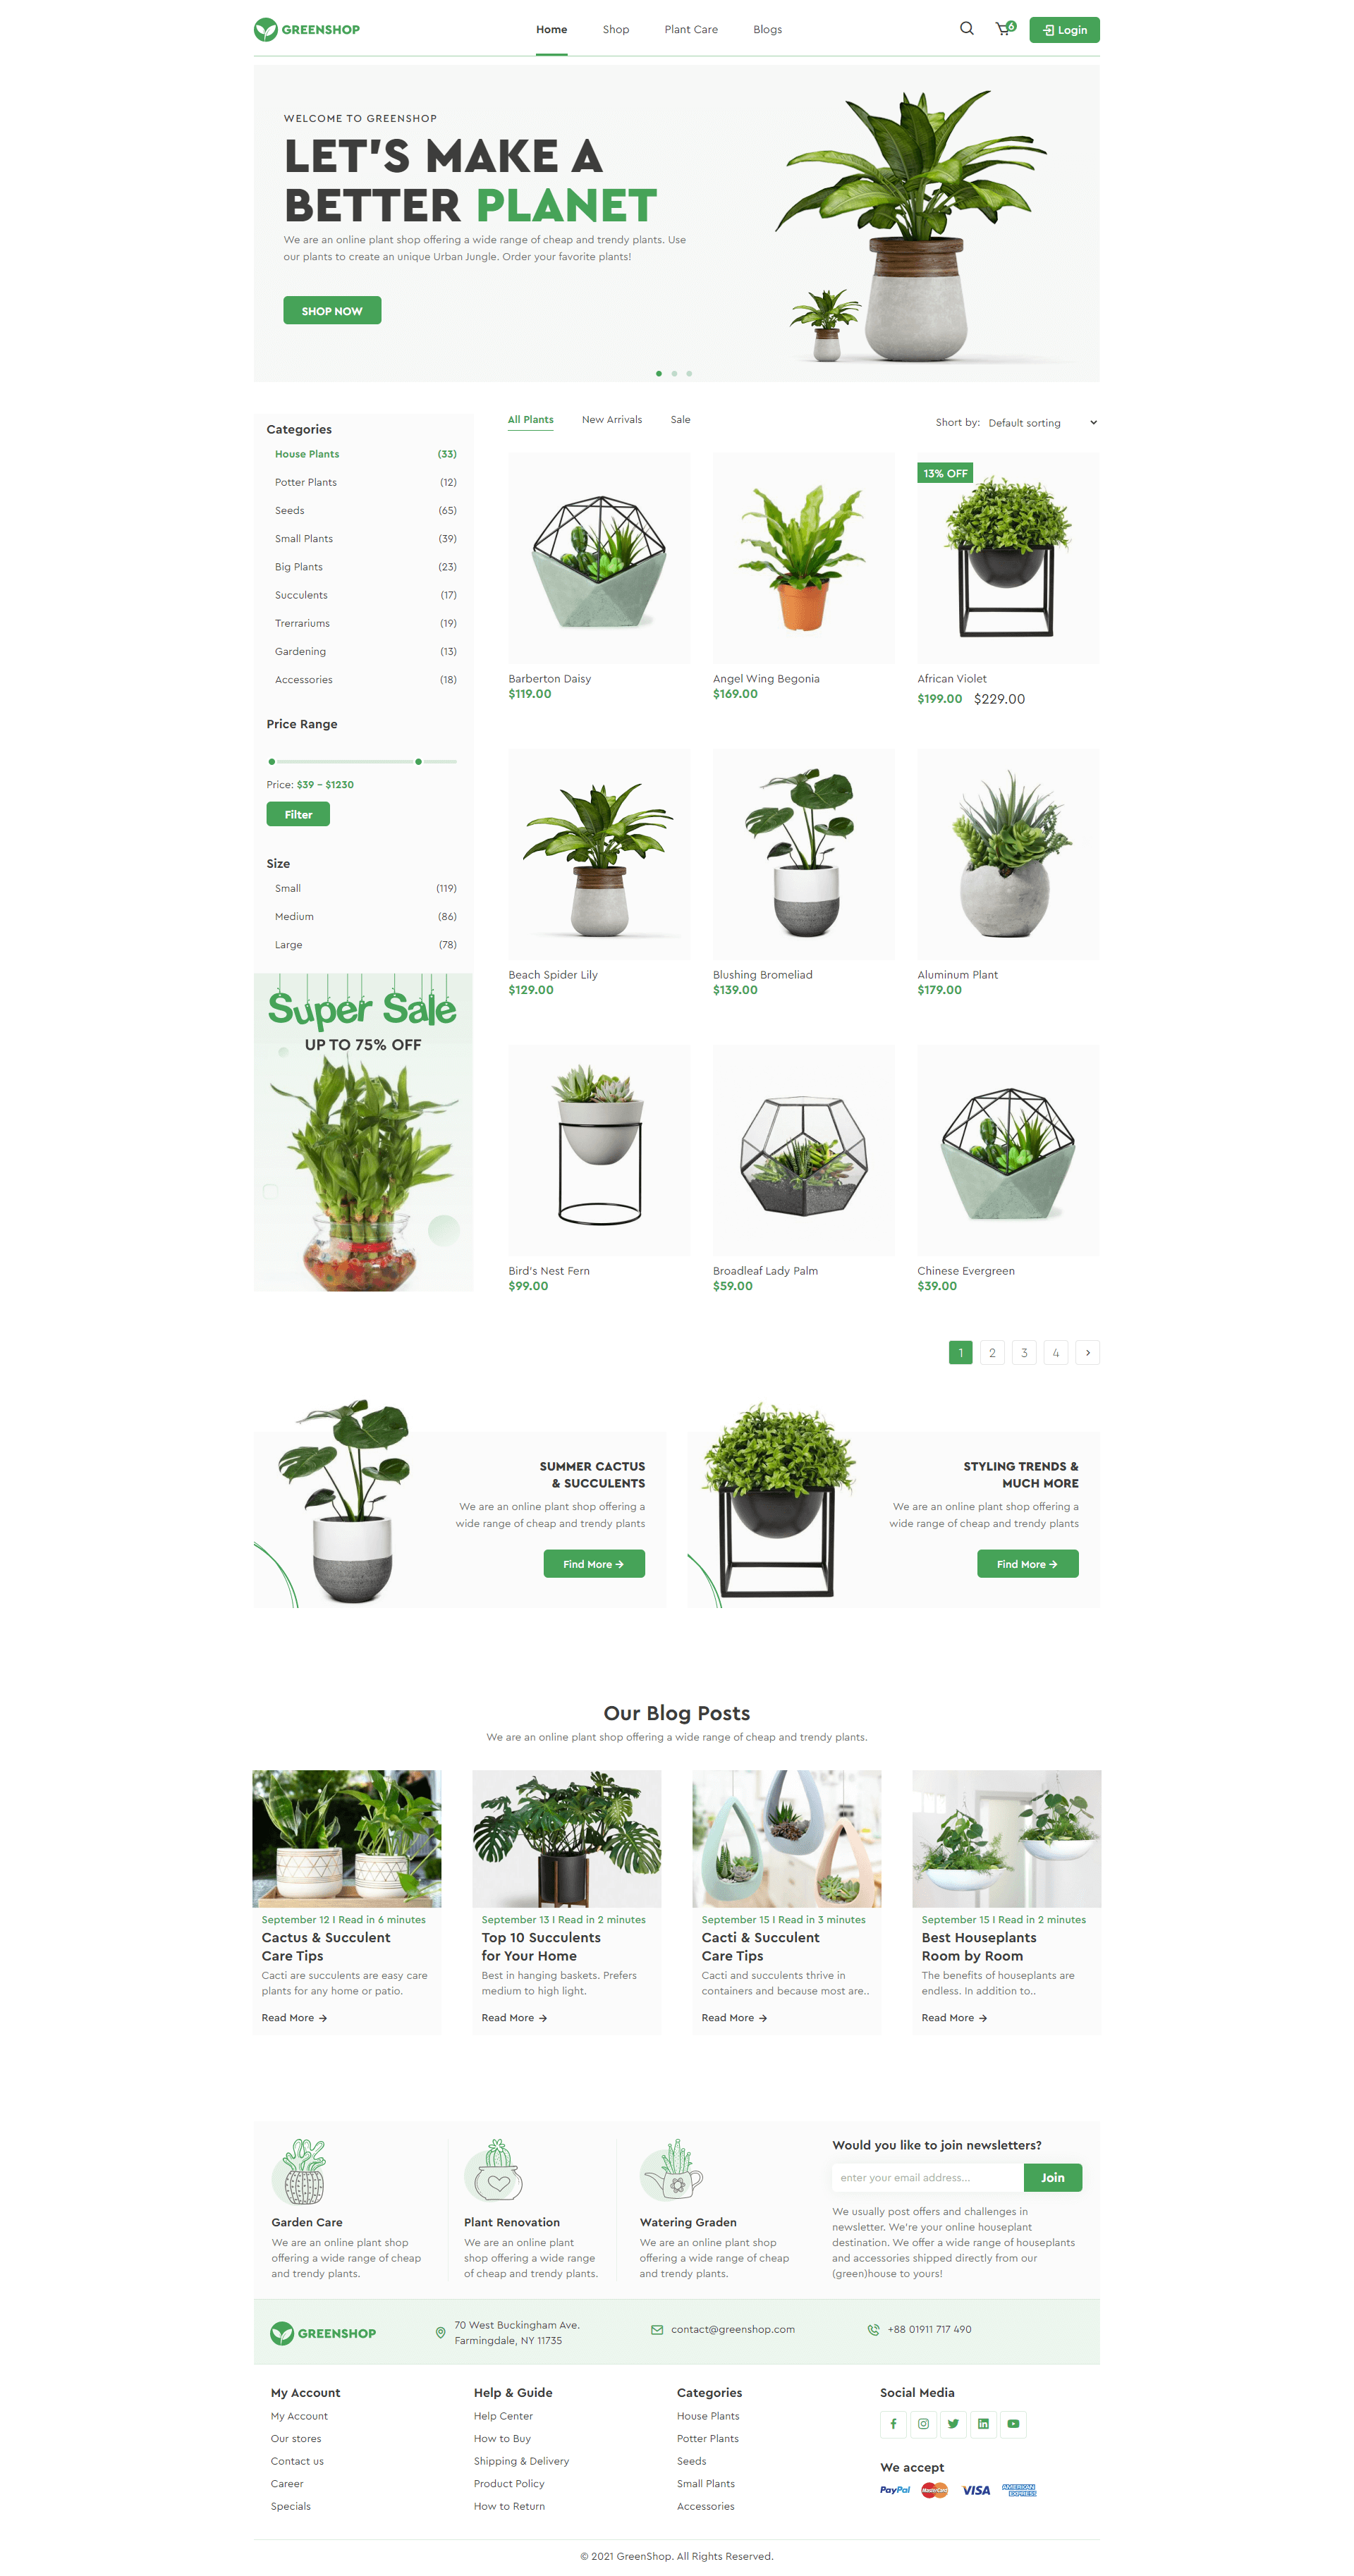 GREENSHOP
Home
Shop
Plant Care
Blogs
6
Login
WELCOME TO GREENSHOP
LET'S MAKE A
BETTER PLANET
We are an online plant shop offering a wide range of cheap and trendy plants. Use
our plants to create an unique Urban Jungle. Order your favorite plants!
SHOP NOW
Categories
House Plants (33)
Potter Plants (12)
Seeds (65)
Small Plants (39)
Big Plants (23)
Succulents (17)
Trerrariums (19)
Gardening (13)
Accessories (18)
Price Range
Price: $39 - $1230
Filter
Size
Small (119)
Medium (86)
Large (78)
Super Sale
UP TO 75% OFF
All Plants
New Arrivals
Sale
Short by: Default sorting
13% OFF
Barberton Daisy
$119.00
Angel Wing Begonia
$169.00
African Violet
$199.00 $229.00
Beach Spider Lily
$129.00
Blushing Bromeliad
$139.00
Aluminum Plant
$179.00
Bird's Nest Fern
$99.00
Broadleaf Lady Palm
$59.00
Chinese Evergreen
$39.00
1 2 3 4 >
SUMMER CACTUS
& SUCCULENTS
We are an online plant shop offering a
wide range of cheap and trendy plants
Find More →
STYLING TRENDS &
MUCH MORE
We are an online plant shop offering a
wide range of cheap and trendy plants
Find More →
Our Blog Posts
We are an online plant shop offering a wide range of cheap and trendy plants.
September 12 I Read in 6 minutes
Cactus & Succulent
Care Tips
Cacti are succulents are easy care
plants for any home or patio.
Read More →
September 13 I Read in 2 minutes
Top 10 Succulents
for Your Home
Best in hanging baskets. Prefers
medium to high light.
Read More →
September 15 I Read in 3 minutes
Cacti & Succulent
Care Tips
Cacti and succulents thrive in
containers and because most are..
Read More →
September 15 I Read in 2 minutes
Best Houseplants
Room by Room
The benefits of houseplants are
endless. In addition to..
Read More →
Garden Care
We are an online plant shop
offering a wide range of cheap
and trendy plants.
Plant Renovation
We are an online plant
shop offering a wide range
of cheap and trendy plants.
Watering Graden
We are an online plant shop
offering a wide range of cheap
and trendy plants.
Would you like to join newsletters?
enter your email address...
Join
We usually post offers and challenges in
newsletter. We're your online houseplant
destination. We offer a wide range of houseplants
and accessories shipped directly from our
(green)house to yours!
GREENSHOP
70 West Buckingham Ave.
Farmingdale, NY 11735
contact@greenshop.com
+88 01911 717 490
My Account
My Account
Our stores
Contact us
Career
Specials
Help & Guide
Help Center
How to Buy
Shipping & Delivery
Product Policy
How to Return
Categories
House Plants
Potter Plants
Seeds
Small Plants
Accessories
Social Media
We accept
PayPal
MasterCard
VISA
AMERICAN
EXPRESS
© 2021 GreenShop. All Rights Reserved.